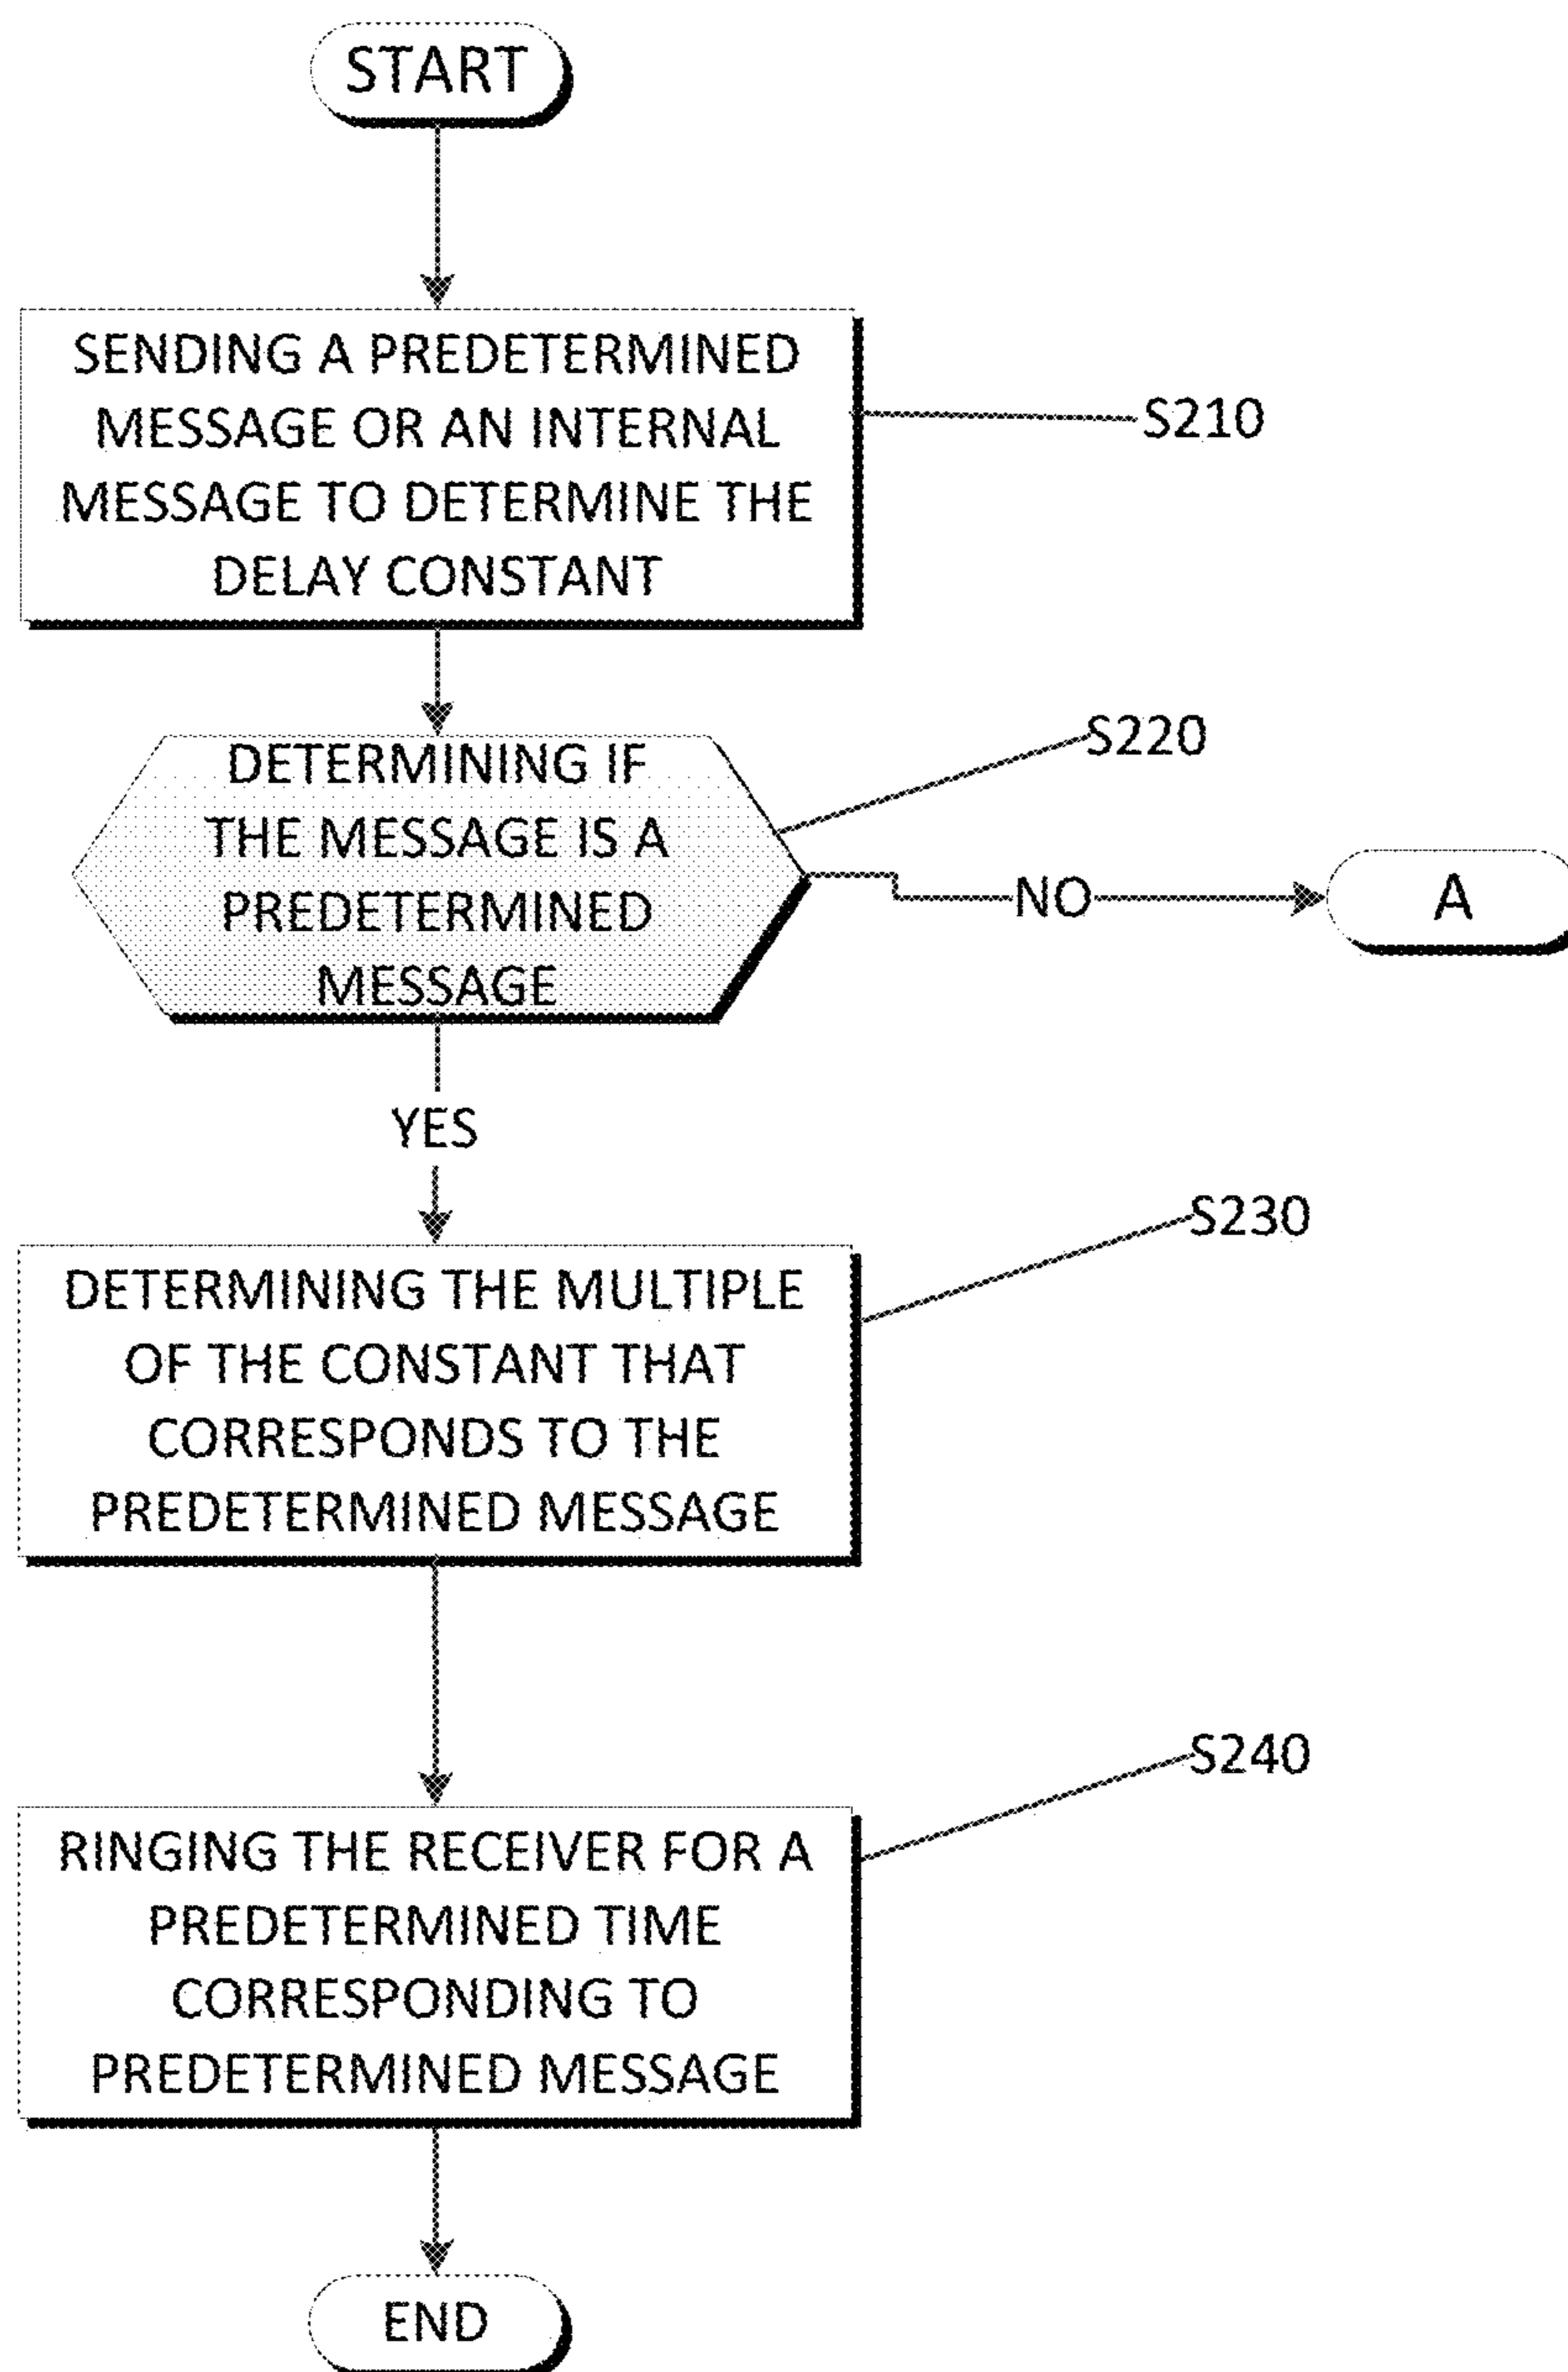 START
SENDING A PREDETERMINED
MESSAGE OR AN INTERNAL
MESSAGE TO DETERMINE THE
DELAY CONSTANT
S210
DETERMINING IF
THE MESSAGE IS A
PREDETERMINED
MESSAGE
S220
NO
A
YES
DETERMINING THE MULTIPLE
OF THE CONSTANT THAT
CORRESPONDS TO THE
PREDETERMINED MESSAGE
S230
RINGING THE RECEIVER FOR A
PREDETERMINED TIME
CORRESPONDING TO
PREDETERMINED MESSAGE
S240
END